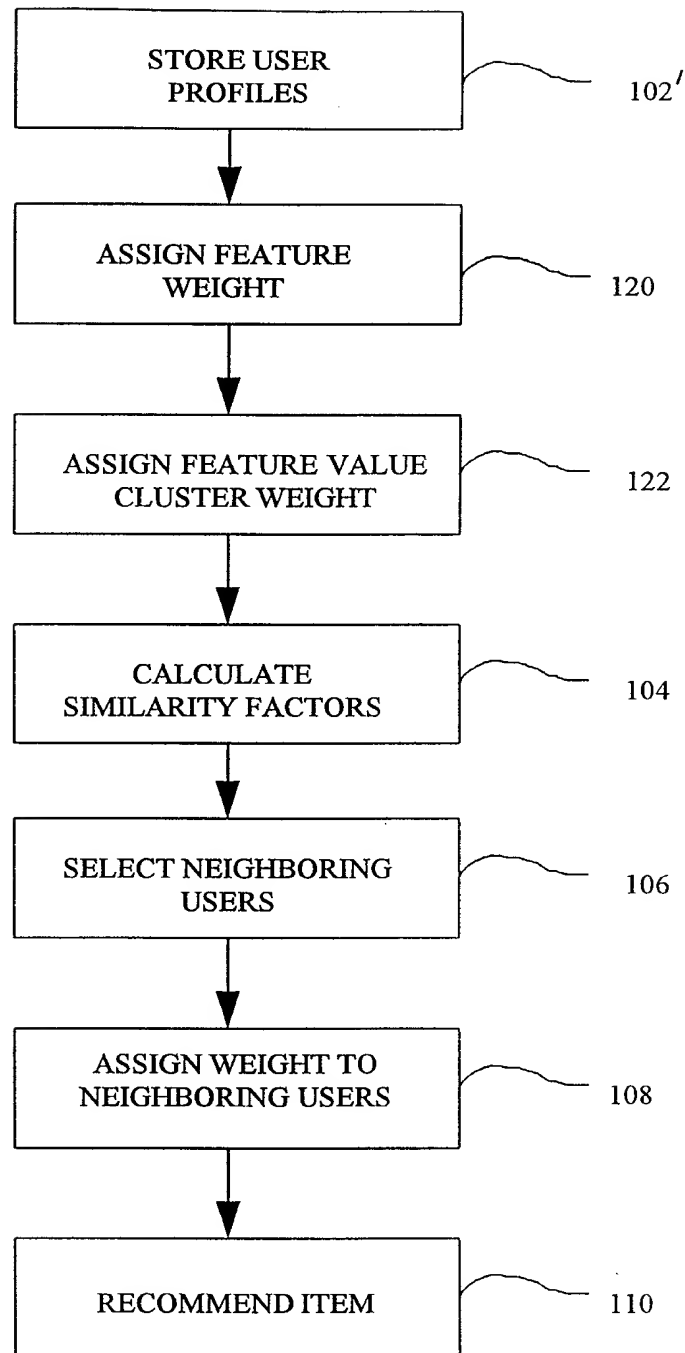 STORE USER
PROFILES
102'
ASSIGN FEATURE
WEIGHT
120
ASSIGN FEATURE VALUE
CLUSTER WEIGHT
122
CALCULATE
SIMILARITY FACTORS
104
SELECT NEIGHBORING
USERS
106
ASSIGN WEIGHT TO
NEIGHBORING USERS
108
RECOMMEND ITEM
110